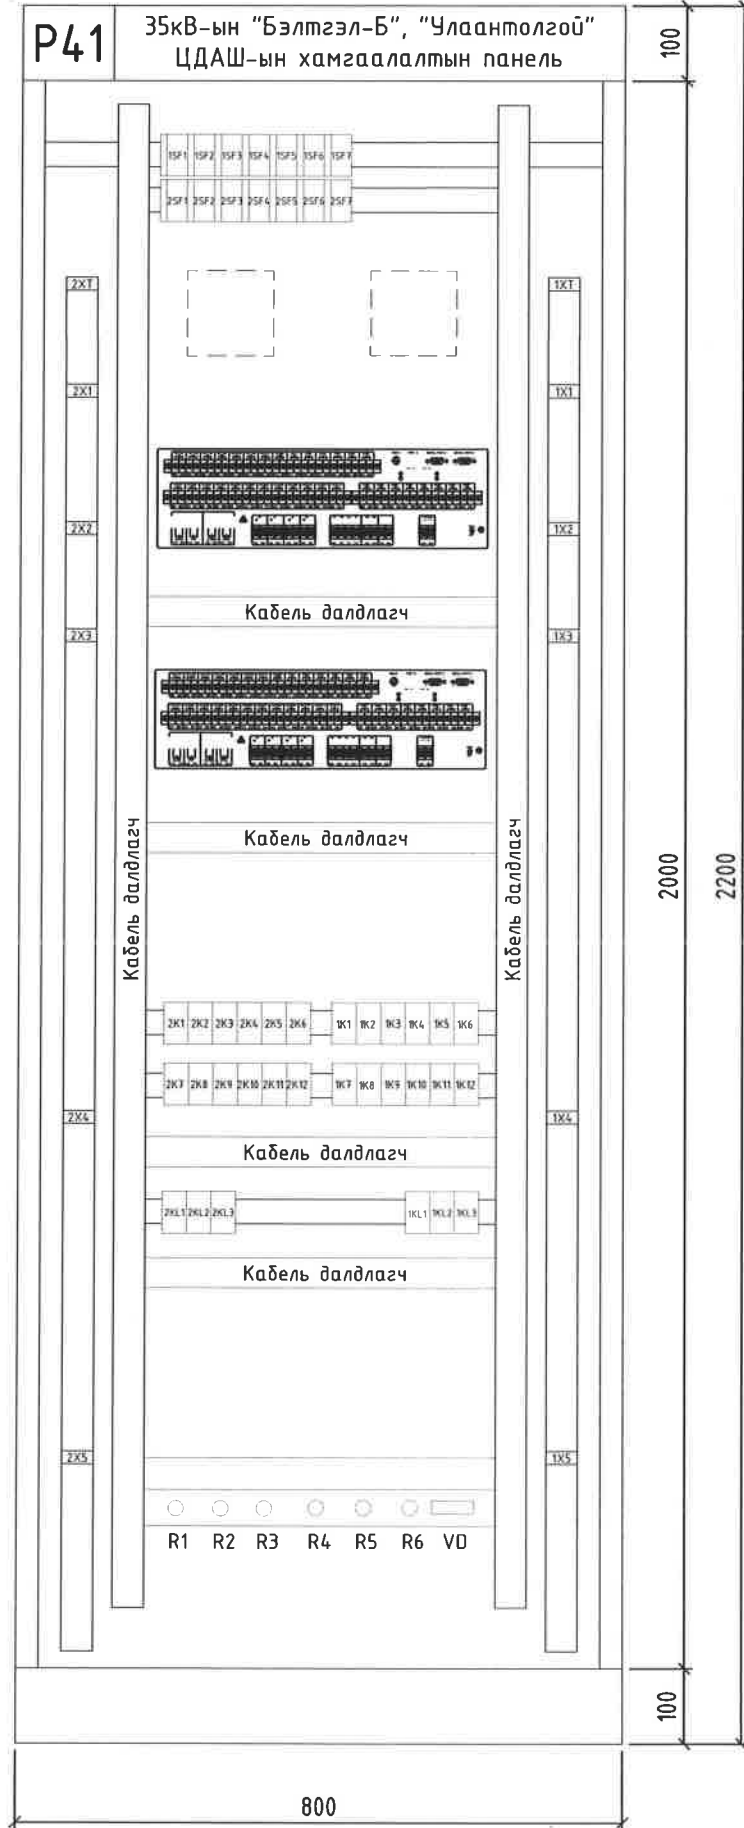 P41
35кВ-ын "Бэлтгэл-Б", "Улаантолгой"
ЦДАШ-ын хамгаалалтын панель
100
1SF1 1SF2 1SF3 1SF4 1SF5 1SF6 1SF7
2SF1 2SF2 2SF3 2SF4 2SF5 2SF6 2SF7
2XT
1XT
2X1
1X1
2X2
1X2
Кабель далдлагч
2X3
1X3
Кабель далдлагч
Кабель далдлагч
Кабель далдлагч
2000
2200
2K1 2K2 2K3 2K4 2K5 2K6 1K1 1K2 1K3 1K4 1K5 1K6
2K7 2K8 2K9 2K10 2K11 2K12 1K7 1K8 1K9 1K10 1K11 1K12
2X4
1X4
Кабель далдлагч
2KL1 2KL2 2KL3 1KL1 1KL2 1KL3
Кабель далдлагч
2X5
1X5
R1 R2 R3 R4 R5 R6 VD
100
800